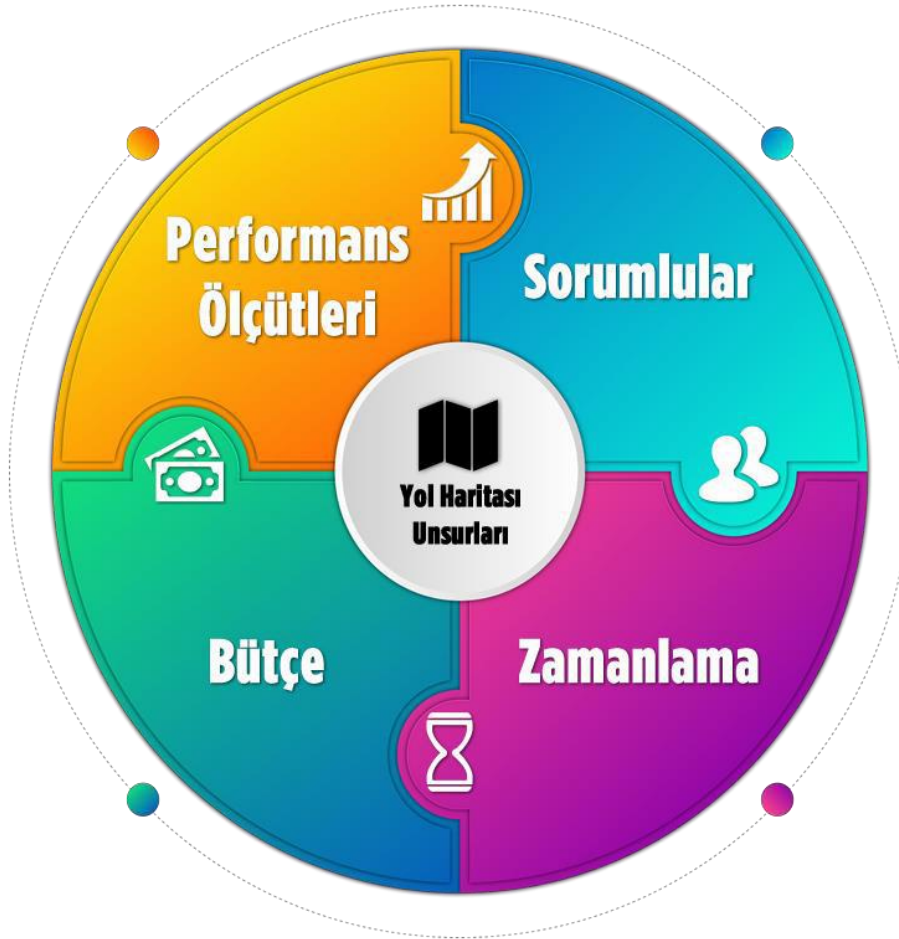 Performans
Ölçütleri
Sorumlular
Yol Haritası
Unsurları
Bütçe
Zamanlama